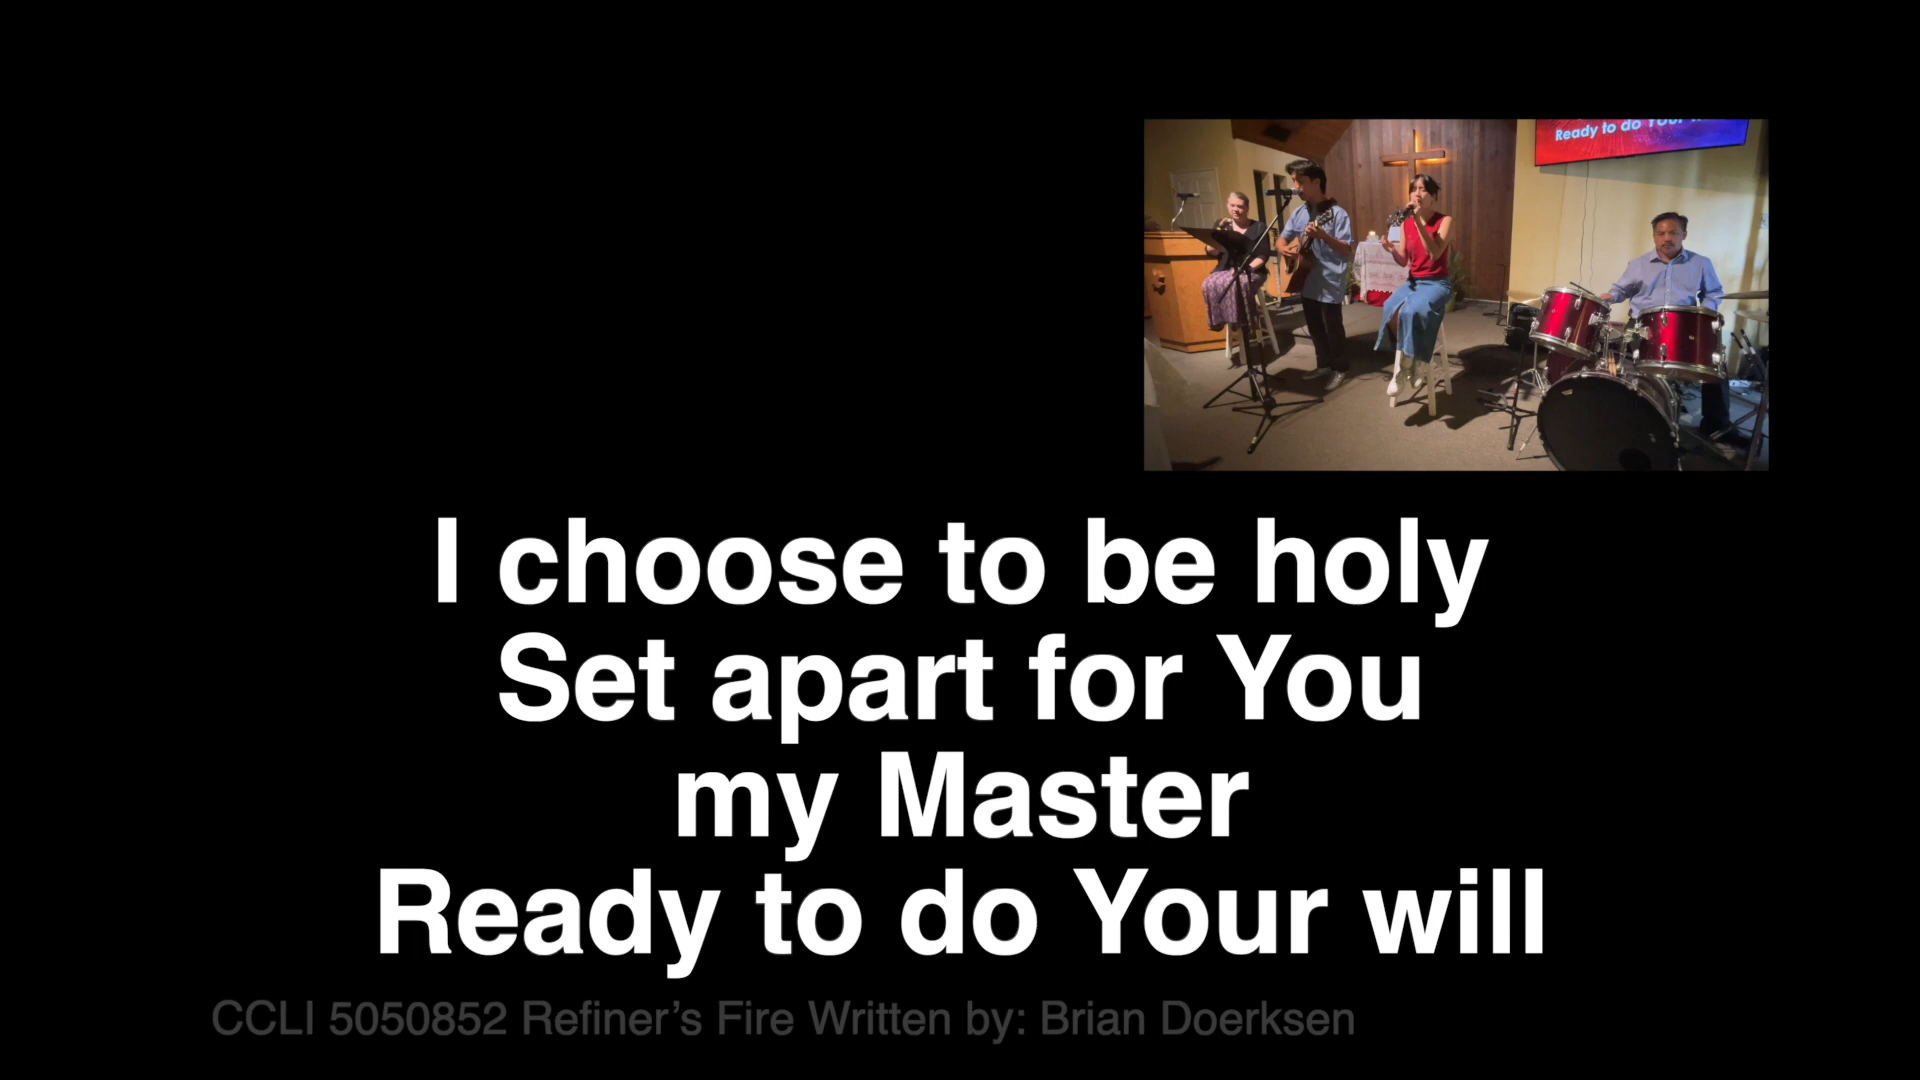 Ready to do Your
I choose to be holy
Set apart for You
my Master
Ready to do Your will
CCLI 5050852 Refiner’s Fire Written by: Brian Doerksen